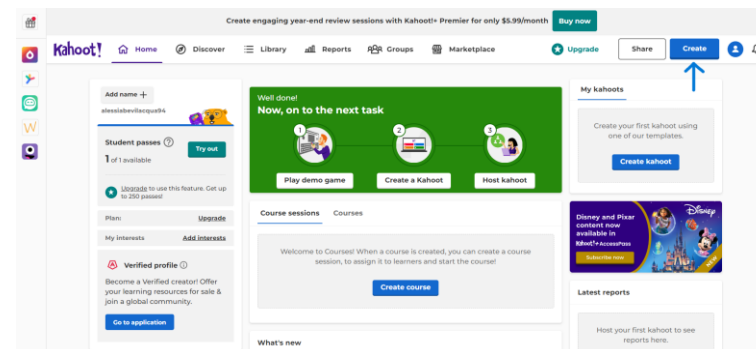 Create engaging year-end review sessions with Kahoot!+ Premier for only $5.99/month
Buy now
Kahoot!
Home
Discover
Library
Reports
Groups
Marketplace
Upgrade
Share
Create
Add name +
alessiabevilacqua94
Student passes ?
1 of 1 available
Try out
Upgrade to use this feature. Get up
to 250 passes!
Plan:
Upgrade
My interests
Add interests
Verified profile
Become a Verified
creator! Offer
your learning resources for sale &
join a global community.
Go to application
Well done!
Now, on to the next task
1
2
3
Play demo game
Create a Kahoot
Host kahoot
Course sessions
Courses
Welcome to Courses! When a course is created, you can create a course
session, to assign it to learners and start the course!
Create course
What's new
My kahoots
Create your first kahoot using
one of our templates.
Create kahoot
Disney and Pixar
content now
available in
Kahoot!+ AccessPass
Subscribe now
Disney
NEW
Latest reports
Host your first kahoot to see
reports here.